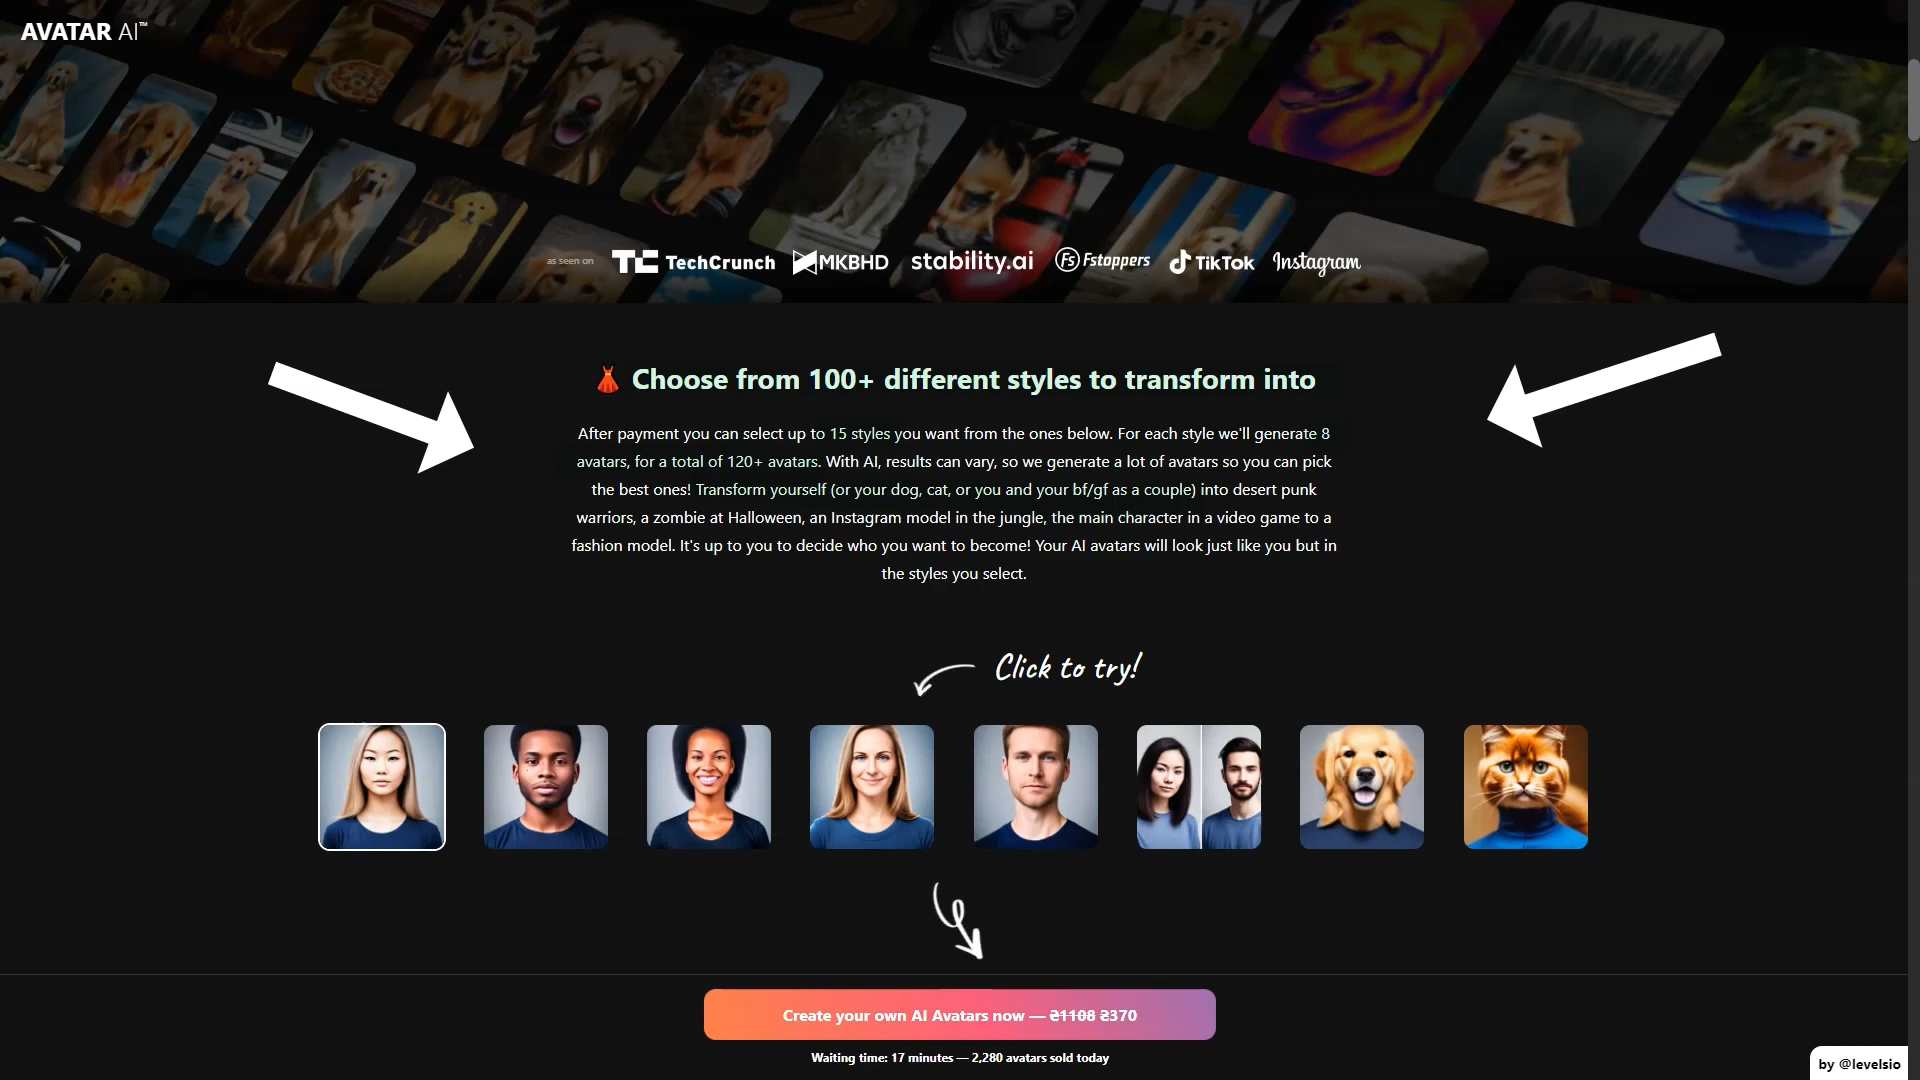 AVATAR AI™
as seen on TechCrunch MKBHD stability.ai Fs Fstoppers TikTok Instagram
Choose from 100+ different styles to transform into
After payment you can select up to 15 styles you want from the ones below. For each style we'll generate 8
avatars, for a total of 120+ avatars. With AI, results can vary, so we generate a lot of avatars so you can pick
the best ones! Transform yourself (or your dog, cat, or you and your bf/gf as a couple) into desert punk
warriors, a zombie at Halloween, an Instagram model in the jungle, the main character in a video game to a
fashion model. It's up to you to decide who you want to become! Your AI avatars will look just like you but in
the styles you select.
Click to try!
Create your own AI Avatars now — ₴1108 ₴370
Waiting time: 17 minutes — 2,280 avatars sold today
by @levelsio